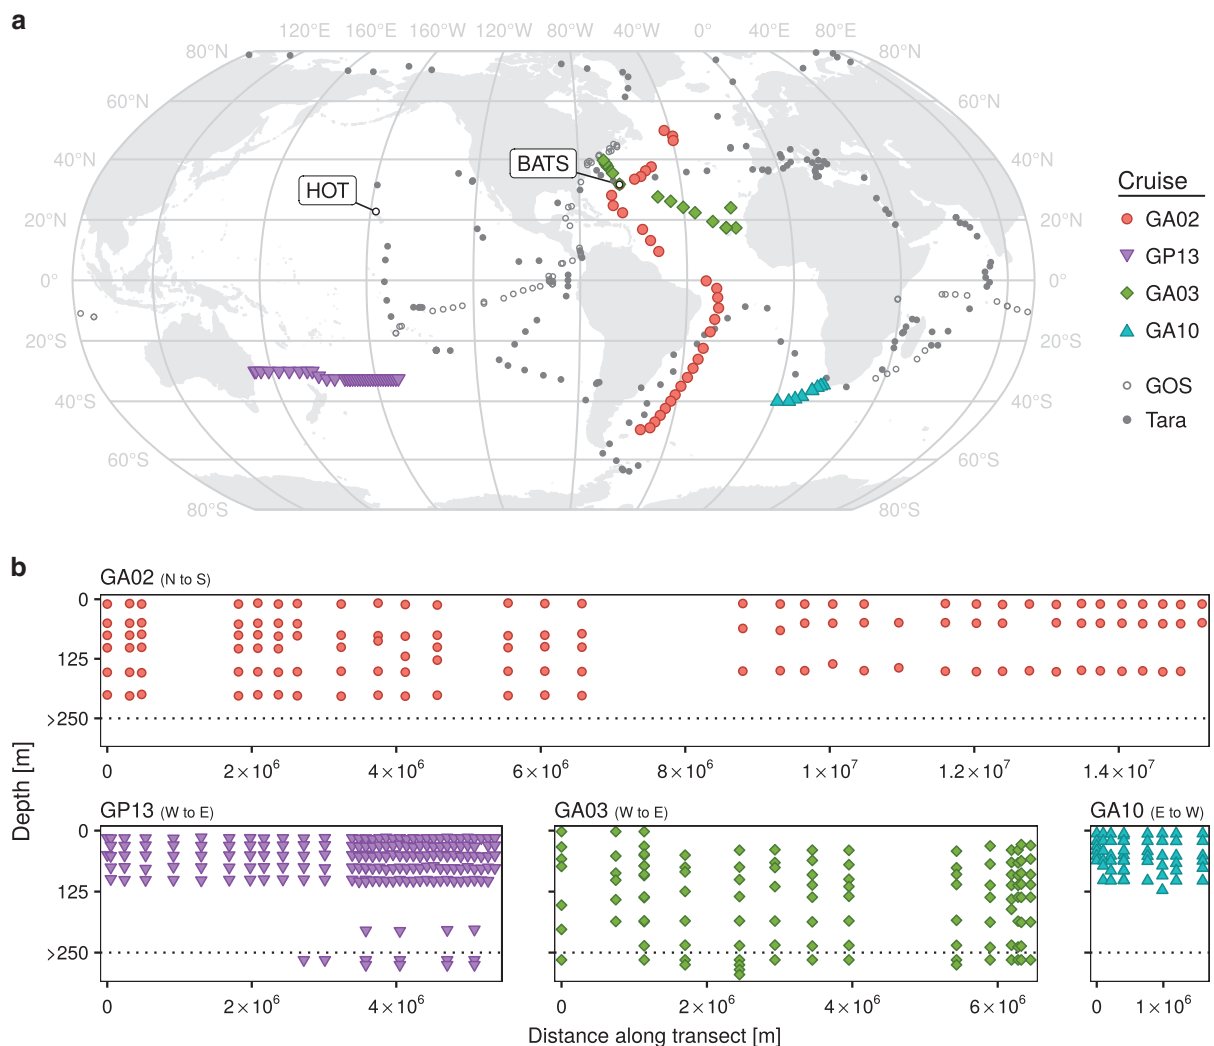 a
120°E 160°E 160°W 120°W 80°W 40°W 0° 40°E 80°E
80°N 80°N
60°N 60°N
40°N 40°N
BATS
HOT
20°N 20°N
0° 0°
20°S 20°S
40°S 40°S
60°S 60°S
80°S 80°S
Cruise
GA02
GP13
GA03
GA10
GOS
Tara
b
GA02 (N to S)
Depth [m]
0
125
>250
0 2×10⁶ 4×10⁶ 6×10⁶ 8×10⁶ 1×10⁷ 1.2×10⁷ 1.4×10⁷
GP13 (W to E) GA03 (W to E) GA10 (E to W)
0
125
>250
0 2×10⁶ 4×10⁶ 0 2×10⁶ 4×10⁶ 6×10⁶ 0 1×10⁶
Distance along transect [m]